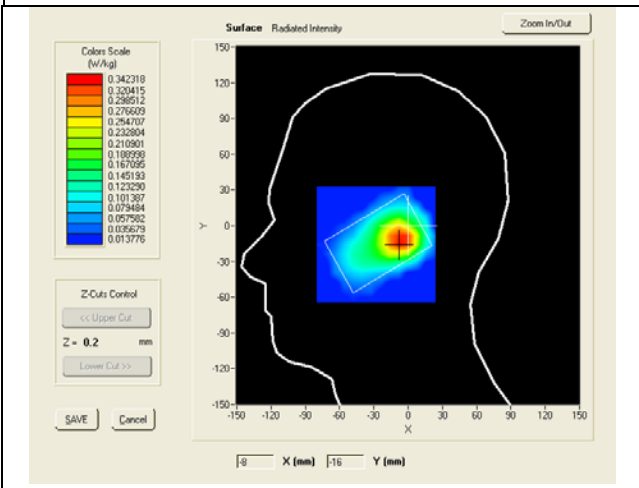 Surface Radiated Intensity
Zoom In/Out
Colors Scale
(W/kg)
0.342318
0.320415
0.298512
0.276609
0.254707
0.232804
0.210901
0.188998
0.167095
0.145193
0.123290
0.101387
0.079484
0.057582
0.035679
0.013776
Z-Cuts Control
<< Upper Cut
Z = 0.2 mm
Lower Cut >>
SAVE Cancel
150
120
90
60
30
Y 0
-30
-60
-90
-120
-150
-150 -120 -90 -60 -30 0 30 60 90 120 150
X
-8 X (mm) -16 Y (mm)